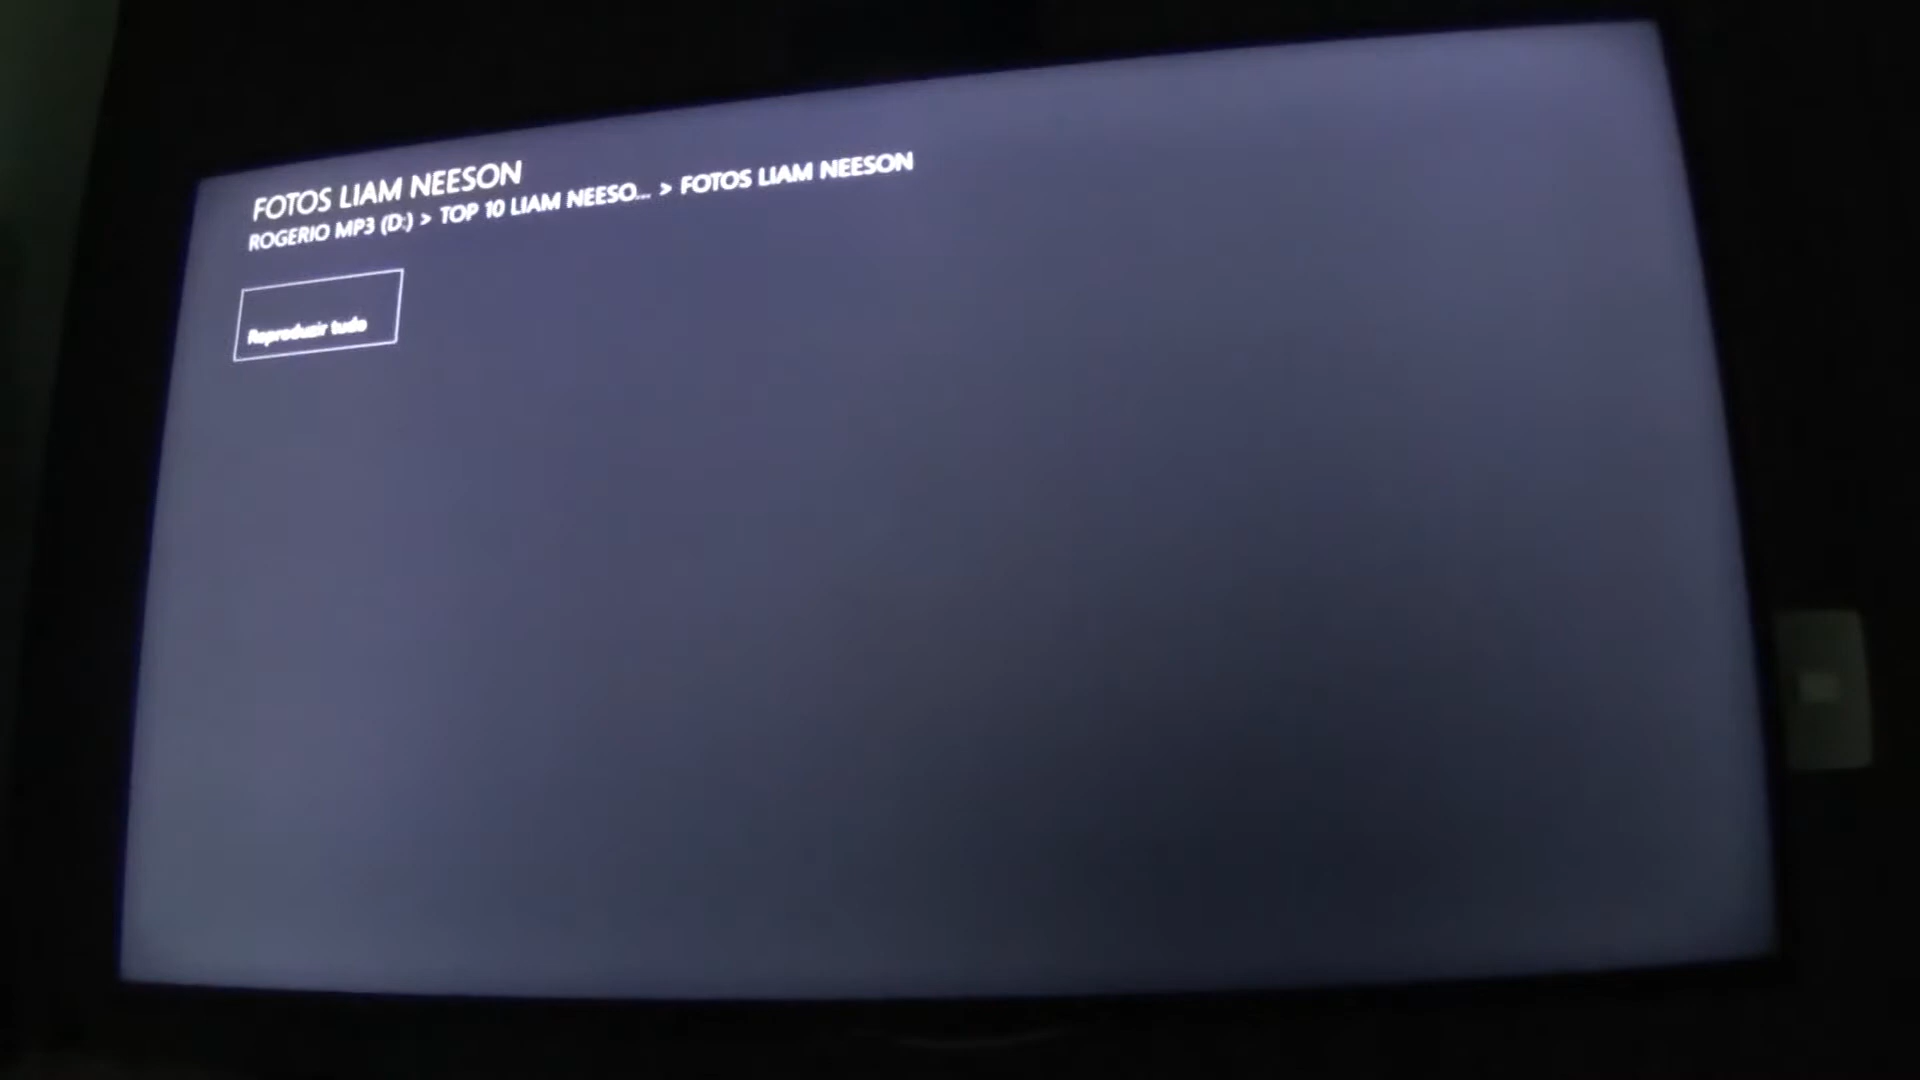 FOTOS LIAM NEESON
ROGERIO MP3 (D:) > TOP 10 LIAM NEESO... > FOTOS LIAM NEESON
Reproduzir tudo